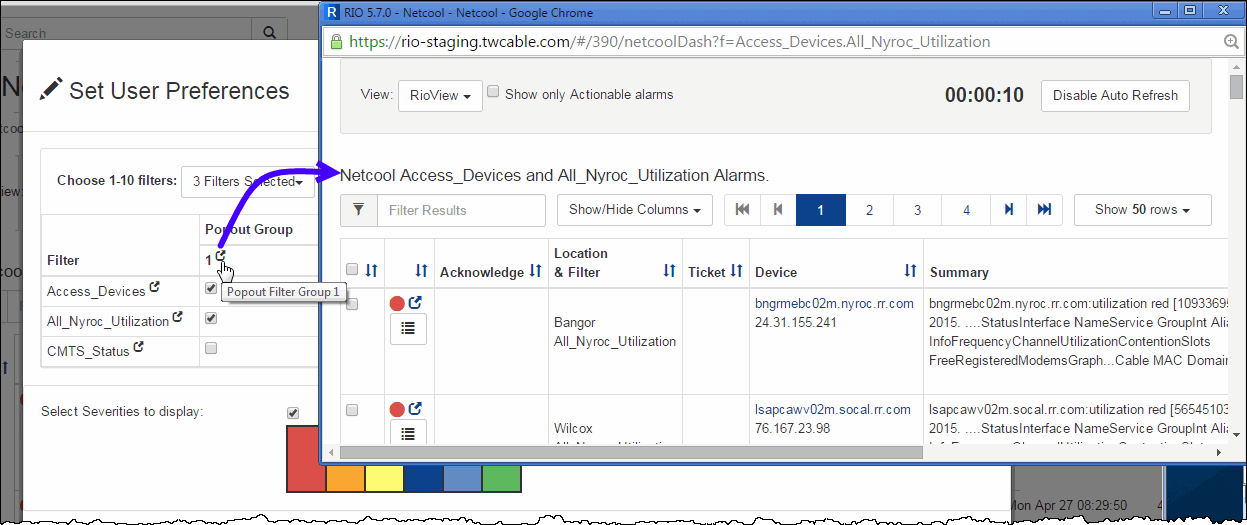 RIO 5.7.0 - Netcool - Netcool - Google Chrome
https://rio-staging.twcable.com/#/390/netcoolDash?f=Access_Devices.All_Nyroc_Utilization
Search
Set User Preferences
View: RioView Show only Actionable alarms 00:00:10 Disable Auto Refresh
Choose 1-10 filters: 3 Filters Selected
Netcool Access_Devices and All_Nyroc_Utilization Alarms.
Filter Results Show/Hide Columns 1 2 3 4 Show 50 rows
Popout Group
Filter 1
Popout Filter Group 1
Access_Devices
All_Nyroc_Utilization
CMTS_Status
Select Severities to display:
Acknowledge Location & Filter Ticket Device Summary
bngrmebc02m.nyroc.rr.com bngrmebc02m.nyroc.rr.com:utilization red [1093369
Bangor 24.31.155.241 2015. ....StatusInterface NameService GroupInt Alia
All_Nyroc_Utilization InfoFrequencyChannelUtilizationContentionSlots
FreeRegisteredModemsGraph...Cable MAC Domain
lsapcawv02m.socal.rr.com lsapcawv02m.socal.rr.com:utilization red [56545103
Wilcox 76.167.23.98 2015. ....StatusInterface NameService GroupInt Alia
Mon Apr 27 08:29:50